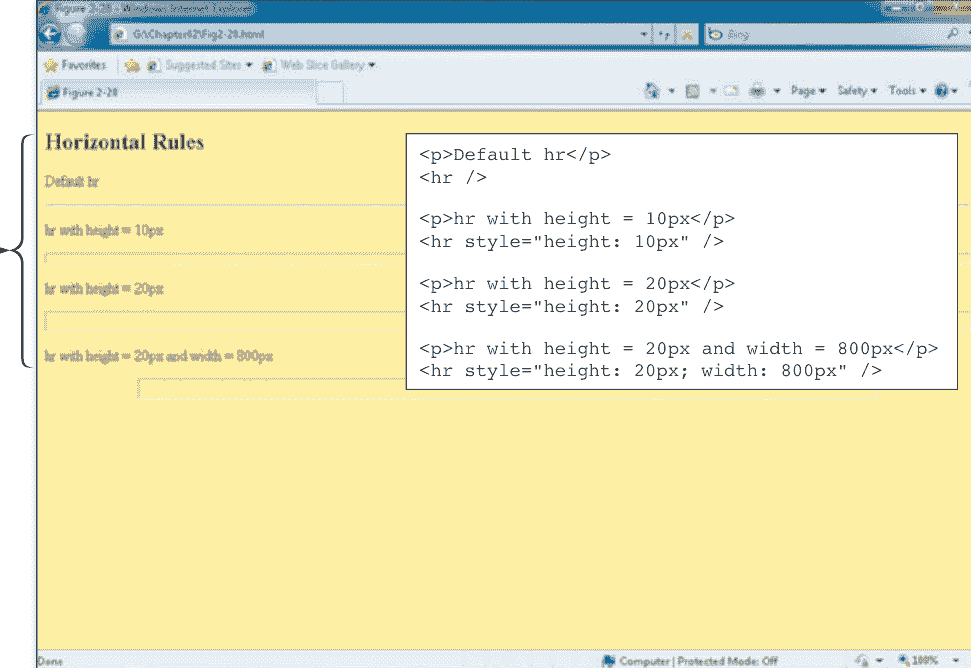 Figure 2-28 - Windows Internet Explorer
G:\Chapter02\Fig2-28.html
Bing
Favorites
Suggested Sites
Web Slice Gallery
Figure 2-28
Page
Safety
Tools
Horizontal Rules
Default hr
hr with height = 10px
hr with height = 20px
hr with height = 20px and width = 800px
<p>Default hr</p>
<hr />
<p>hr with height = 10px</p>
<hr style="height: 10px" />
<p>hr with height = 20px</p>
<hr style="height: 20px" />
<p>hr with height = 20px and width = 800px</p>
<hr style="height: 20px; width: 800px" />
Done
Computer | Protected Mode: Off
100%